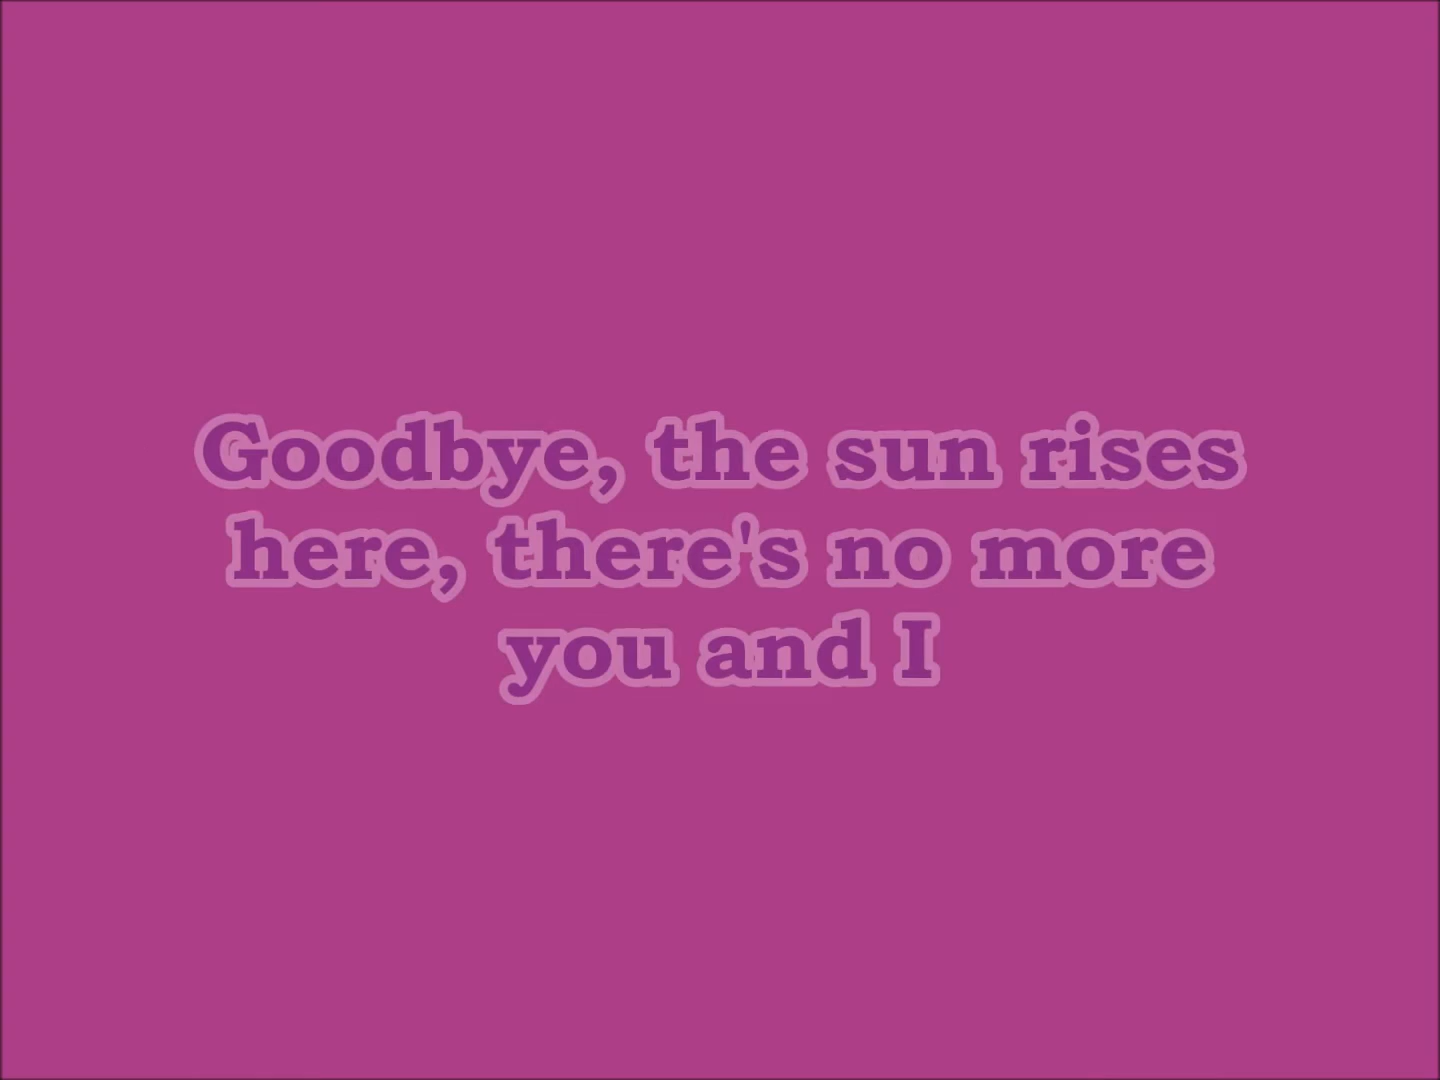 Goodbye, the sun rises
here, there's no more
you and I